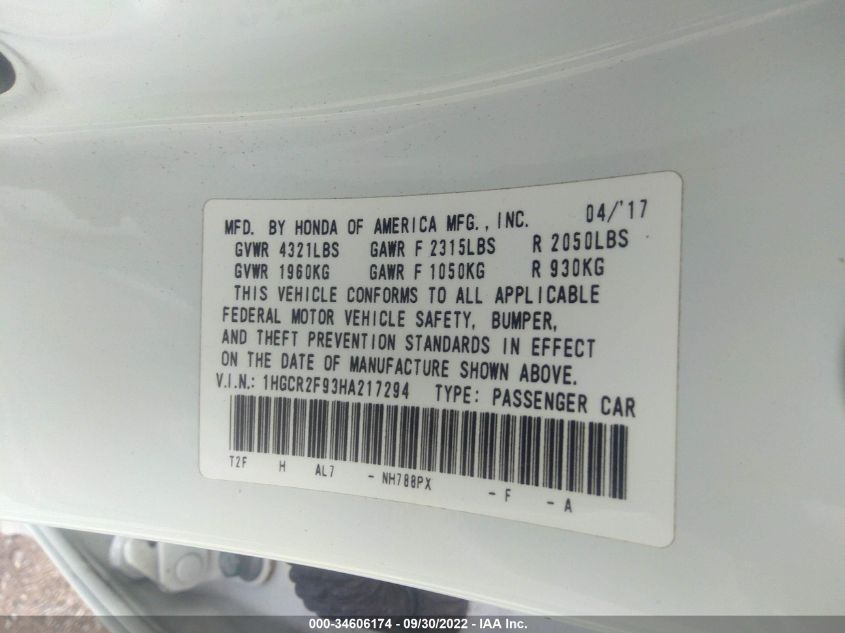 04/'17
MFD. BY HONDA OF AMERICA MFG., INC.
GVWR 4321LBS GAWR F 2315LBS R 2050LBS
GVWR 1960KG GAWR F 1050KG R 930KG
THIS VEHICLE CONFORMS TO ALL APPLICABLE
FEDERAL MOTOR VEHICLE SAFETY, BUMPER,
AND THEFT PREVENTION STANDARDS IN EFFECT
ON THE DATE OF MANUFACTURE SHOWN ABOVE.
V.I.N.: 1HGCR2F93HA217294 TYPE: PASSENGER CAR
T2F H AL7 - NH788PX - F - A
000-34606174 - 09/30/2022 - IAA Inc.